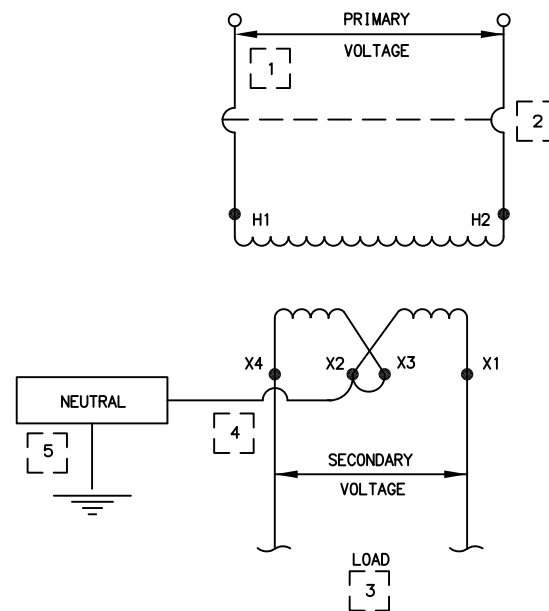 PRIMARY
VOLTAGE
1
2
H1
H2
X4
X2
X3
X1
NEUTRAL
4
5
SECONDARY
VOLTAGE
LOAD
3